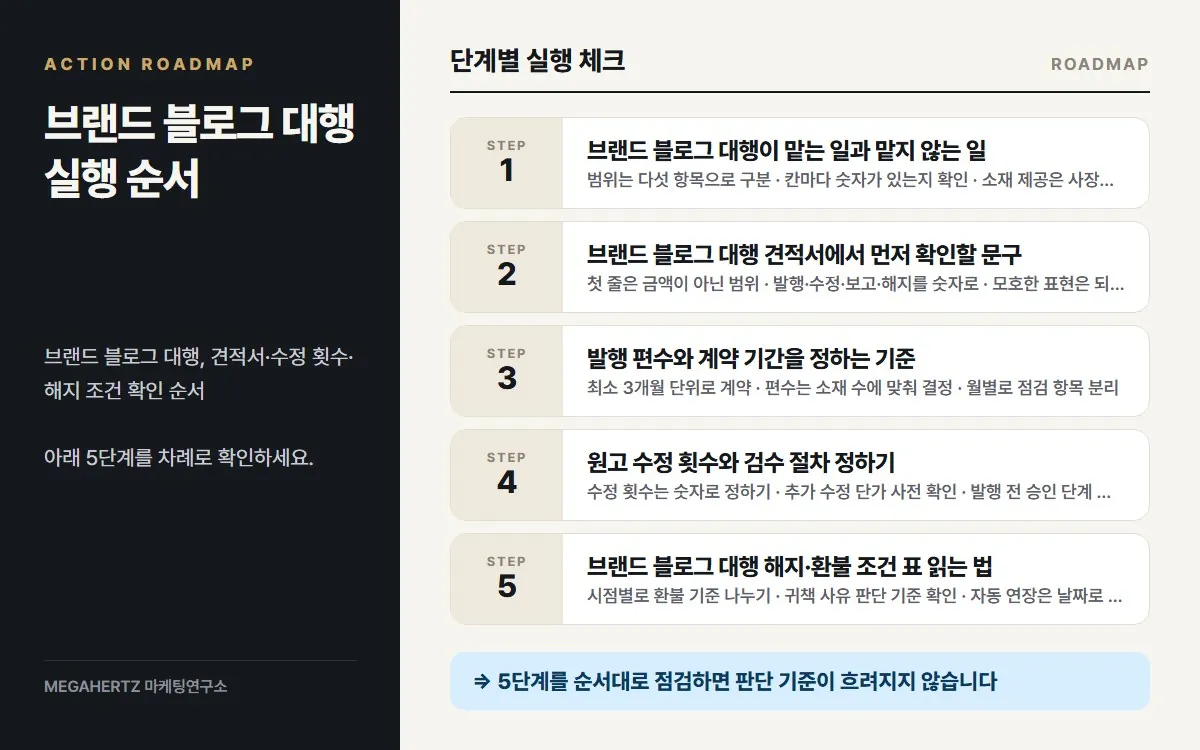 ACTION ROADMAP
브랜드 블로그 대행
실행 순서
브랜드 블로그 대행, 견적서·수정 횟수·
해지 조건 확인 순서
아래 5단계를 차례로 확인하세요.
MEGAHERTZ 마케팅연구소
단계별 실행 체크
ROADMAP
STEP
1
브랜드 블로그 대행이 맡는 일과 맡지 않는 일
범위는 다섯 항목으로 구분 · 칸마다 숫자가 있는지 확인 · 소재 제공은 사장...
STEP
2
브랜드 블로그 대행 견적서에서 먼저 확인할 문구
첫 줄은 금액이 아닌 범위 · 발행·수정·보고·해지를 숫자로 · 모호한 표현은 되...
STEP
3
발행 편수와 계약 기간을 정하는 기준
최소 3개월 단위로 계약 · 편수는 소재 수에 맞춰 결정 · 월별로 점검 항목 분리
STEP
4
원고 수정 횟수와 검수 절차 정하기
수정 횟수는 숫자로 정하기 · 추가 수정 단가 사전 확인 · 발행 전 승인 단계 ...
STEP
5
브랜드 블로그 대행 해지·환불 조건 표 읽는 법
시점별로 환불 기준 나누기 · 귀책 사유 판단 기준 확인 · 자동 연장은 날짜로 ...
→ 5단계를 순서대로 점검하면 판단 기준이 흐려지지 않습니다